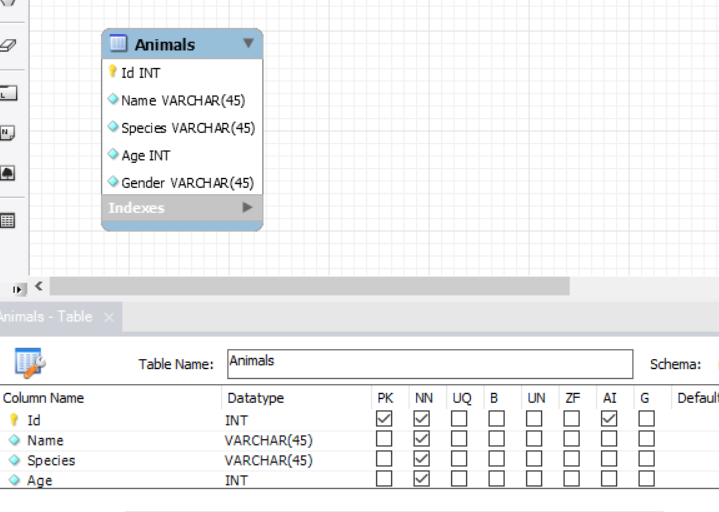 Animals
Id INT
Name VARCHAR(45)
Species VARCHAR(45)
Age INT
Gender VARCHAR(45)
Indexes
Animals - Table
Table Name: Animals Schema:
Column Name Datatype PK NN UQ B UN ZF AI G Default
Id INT
Name VARCHAR(45)
Species VARCHAR(45)
Age INT